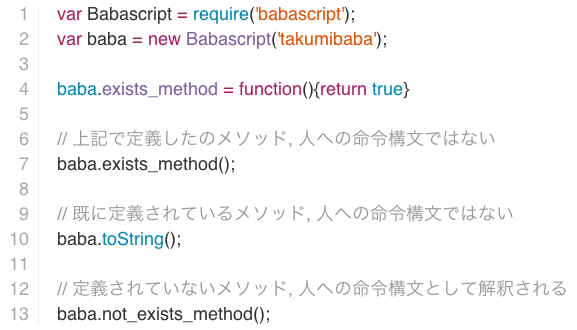 1 var Babascript = require('babascript');
2 var baba = new Babascript('takumibaba');
3
4 baba.exists_method = function(){return true}
5
6 // 上記で定義したのメソッド, 人への命令構文ではない
7 baba.exists_method();
8
9 // 既に定義されているメソッド, 人への命令構文ではない
10 baba.toString();
11
12 // 定義されていないメソッド, 人への命令構文として解釈される
13 baba.not_exists_method();